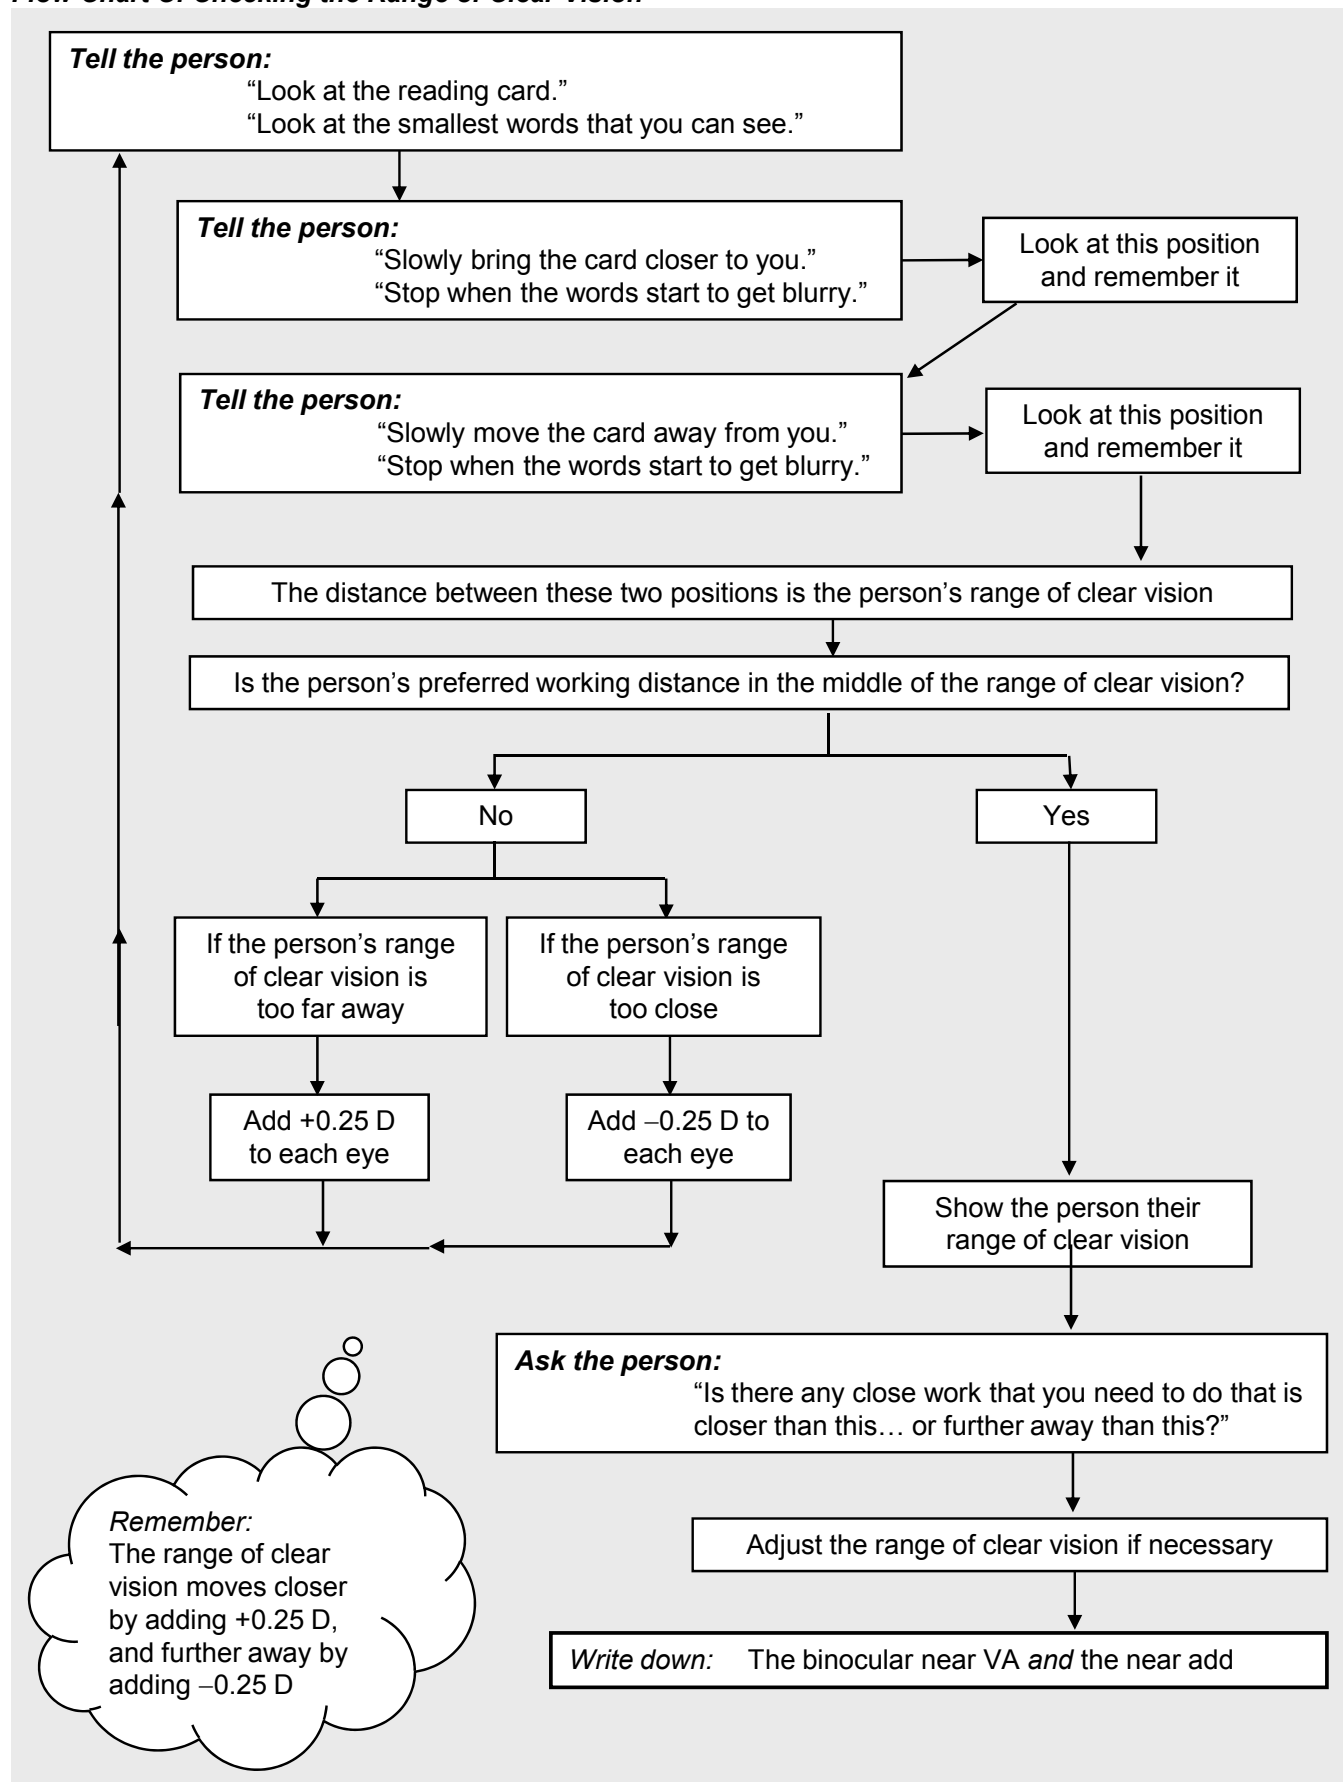 Flow Chart C: Checking the Range of Clear Vision
Tell the person:
“Look at the reading card.”
“Look at the smallest words that you can see.”
Tell the person:
“Slowly bring the card closer to you.”
“Stop when the words start to get blurry.”
Look at this position
and remember it
Tell the person:
“Slowly move the card away from you.”
“Stop when the words start to get blurry.”
Look at this position
and remember it
The distance between these two positions is the person’s range of clear vision
Is the person’s preferred working distance in the middle of the range of clear vision?
No
Yes
If the person’s range
of clear vision is
too far away
If the person’s range
of clear vision is
too close
Add +0.25 D
to each eye
Add −0.25 D to
each eye
Show the person their
range of clear vision
Ask the person:
“Is there any close work that you need to do that is
closer than this… or further away than this?”
Adjust the range of clear vision if necessary
Write down: The binocular near VA and the near add
Remember:
The range of clear
vision moves closer
by adding +0.25 D,
and further away by
adding −0.25 D